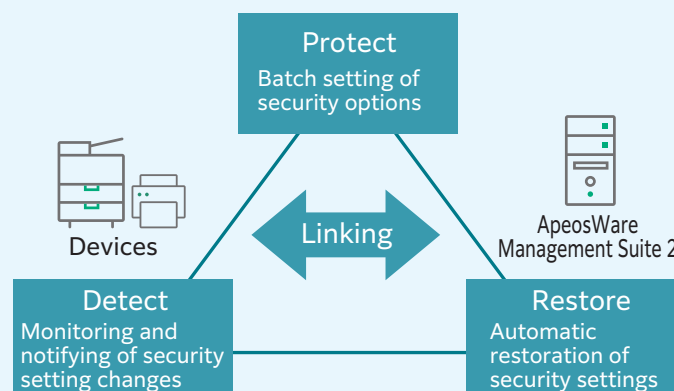 Protect
Batch setting of
security options
Devices
Linking
ApeosWare
Management Suite 2
Detect
Monitoring and
notifying of security
setting changes
Restore
Automatic
restoration of
security settings